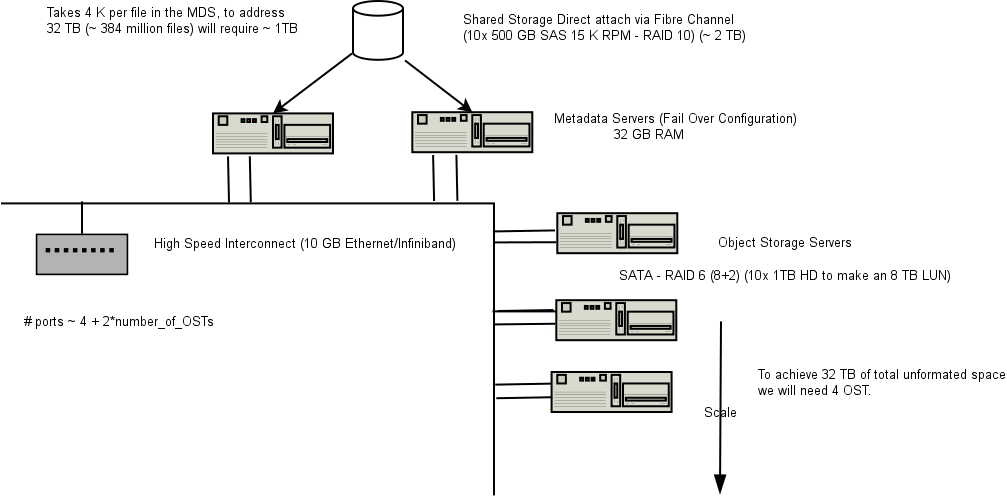 Takes 4 K per file in the MDS, to address
32 TB (~ 384 million files) will require ~ 1TB
Shared Storage Direct attach via Fibre Channel
(10x 500 GB SAS 15 K RPM - RAID 10) (~ 2 TB)
Metadata Servers (Fail Over Configuration)
32 GB RAM
High Speed Interconnect (10 GB Ethernet/Infiniband)
Object Storage Servers
SATA - RAID 6 (8+2) (10x 1TB HD to make an 8 TB LUN)
# ports ~ 4 + 2*number_of_OSTs
To achieve 32 TB of total unformated space
we will need 4 OST.
Scale